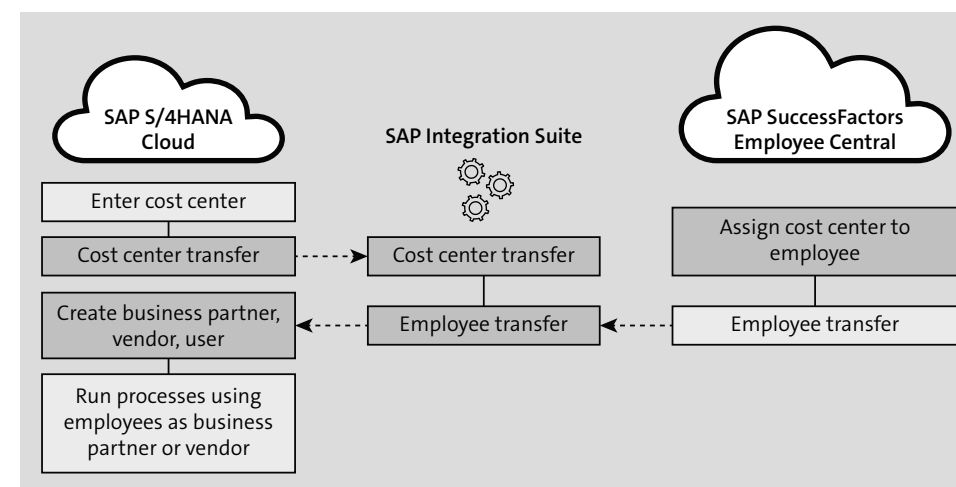 SAP S/4HANA
Cloud
SAP Integration Suite
SAP SuccessFactors
Employee Central
Enter cost center
Cost center transfer
Cost center transfer
Assign cost center to
employee
Create business partner,
vendor, user
Employee transfer
Employee transfer
Run processes using
employees as business
partner or vendor